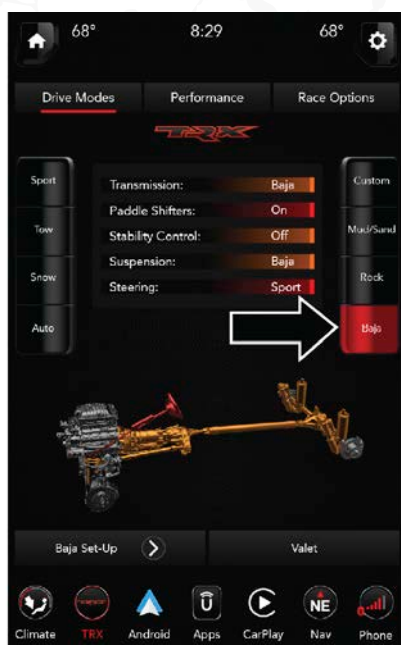 68° 8:29 68°
Drive Modes Performance Race Options
TRX
Sport
Tow
Snow
Auto
Transmission: Baja
Paddle Shifters: On
Stability Control: Off
Suspension: Baja
Steering: Sport
Custom
Mud/Sand
Rock
Baja
Baja Set-Up Valet
NE
Climate TRX Android Apps CarPlay Nav Phone